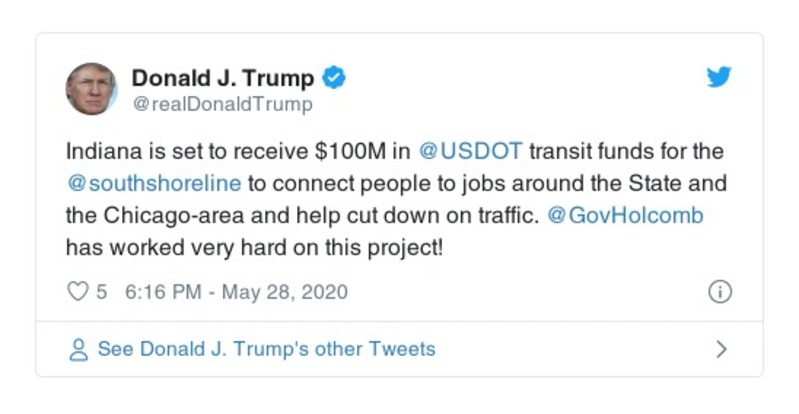 Donald J. Trump
@realDonaldTrump
Indiana is set to receive $100M in @USDOT transit funds for the
@southshoreline to connect people to jobs around the State and
the Chicago-area and help cut down on traffic. @GovHolcomb
has worked very hard on this project!
5 6:16 PM - May 28, 2020
See Donald J. Trump's other Tweets